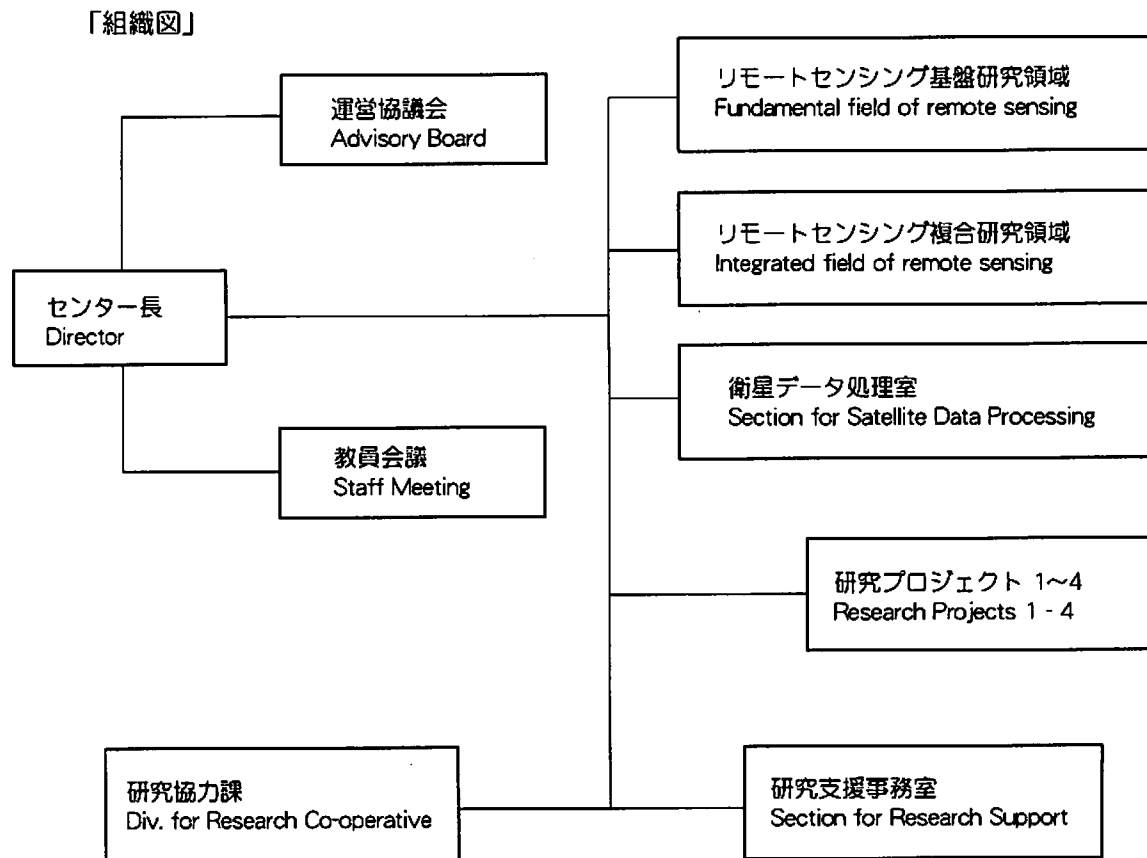 「組織図」
運営協議会
Advisory Board
センター長
Director
教員会議
Staff Meeting
リモートセンシング基盤研究領域
Fundamental field of remote sensing
リモートセンシング複合研究領域
Integrated field of remote sensing
衛星データ処理室
Section for Satellite Data Processing
研究プロジェクト 1～4
Research Projects 1 - 4
研究協力課
Div. for Research Co-operative
研究支援事務室
Section for Research Support